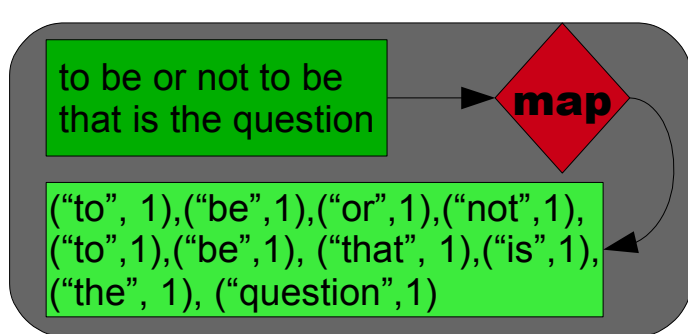 to be or not to be
that is the question
map
(“to”, 1),(“be”,1),(“or”,1),(“not”,1),
(“to”,1),(“be”,1), (“that”, 1),(“is”,1),
(“the”, 1), (“question”,1)